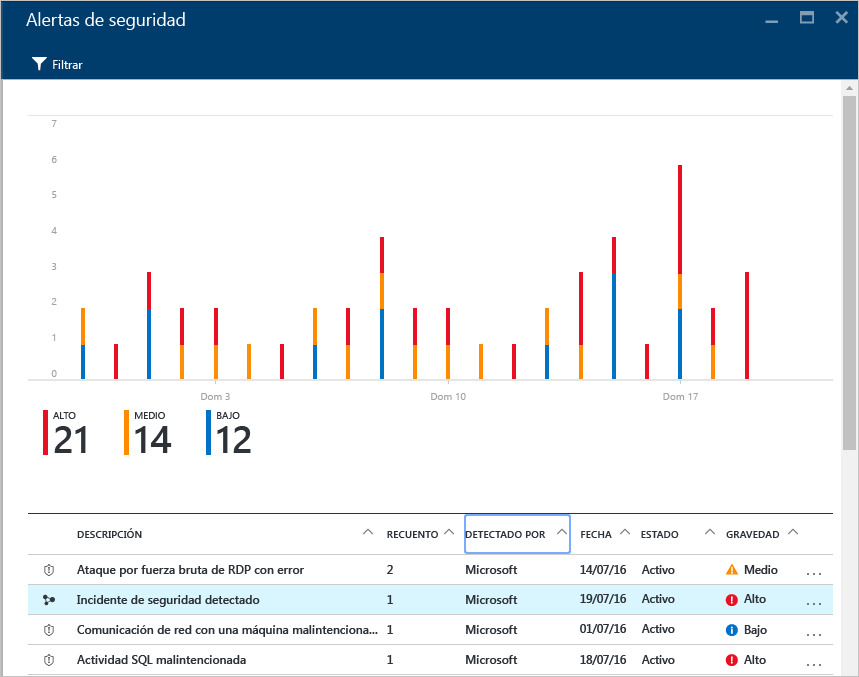 Alertas de seguridad
Filtrar
7
6
5
4
3
2
1
0
Dom 3 Dom 10 Dom 17
ALTO MEDIO BAJO
21 14 12
DESCRIPCIÓN RECUENTO DETECTADO POR FECHA ESTADO GRAVEDAD
Ataque por fuerza bruta de RDP con error 2 Microsoft 14/07/16 Activo Medio ...
Incidente de seguridad detectado 1 Microsoft 19/07/16 Activo Alto ...
Comunicación de red con una máquina malintenciona... 1 Microsoft 01/07/16 Activo Bajo ...
Actividad SQL malintencionada 1 Microsoft 18/07/16 Activo Alto ...